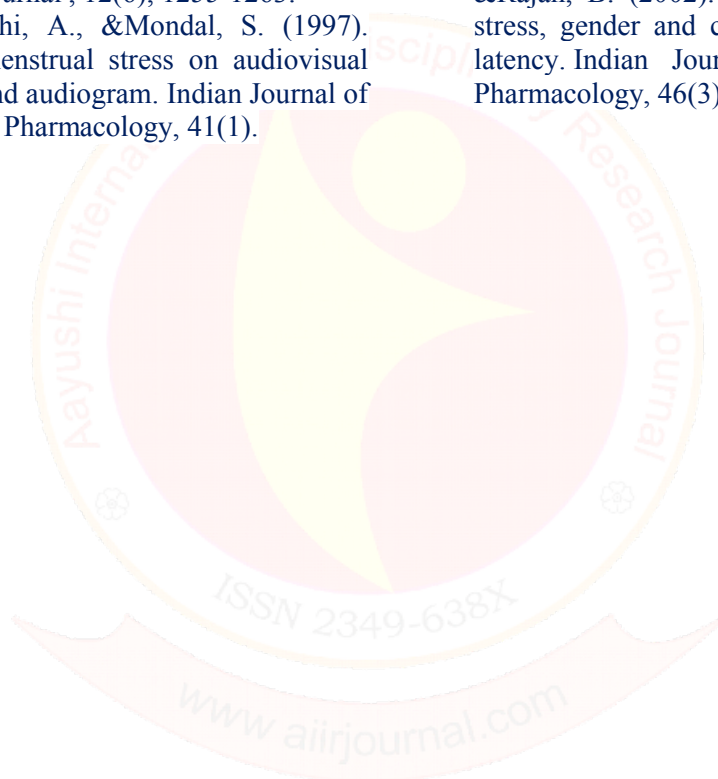 12(6), 1255-1263.
hi, A., &Mondal, S. (1997).
menstrual stress on audiovisual
nd audiogram. Indian Journal of
Pharmacology, 41(1).
&Rajan, B. (2002).
stress, gender and
latency. Indian Jour
Pharmacology, 46(3)
Aayushi International Interdisciplinary Research Journal
ISSN 2349-638X
www.aiirjournal.com